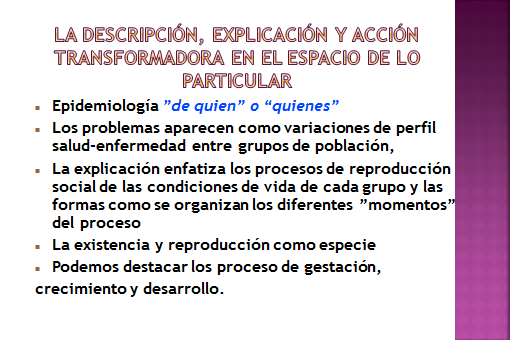 LA DESCRIPCIÓN, EXPLICACIÓN Y ACCIÓN
TRANSFORMADORA EN EL ESPACIO DE LO
PARTICULAR
Epidemiología ”de quien” o “quienes”
Los problemas aparecen como variaciones de perfil
salud-enfermedad entre grupos de población,
La explicación enfatiza los procesos de reproducción
social de las condiciones de vida de cada grupo y las
formas como se organizan los diferentes ”momentos”
del proceso
La existencia y reproducción como especie
Podemos destacar los proceso de gestación,
crecimiento y desarrollo.